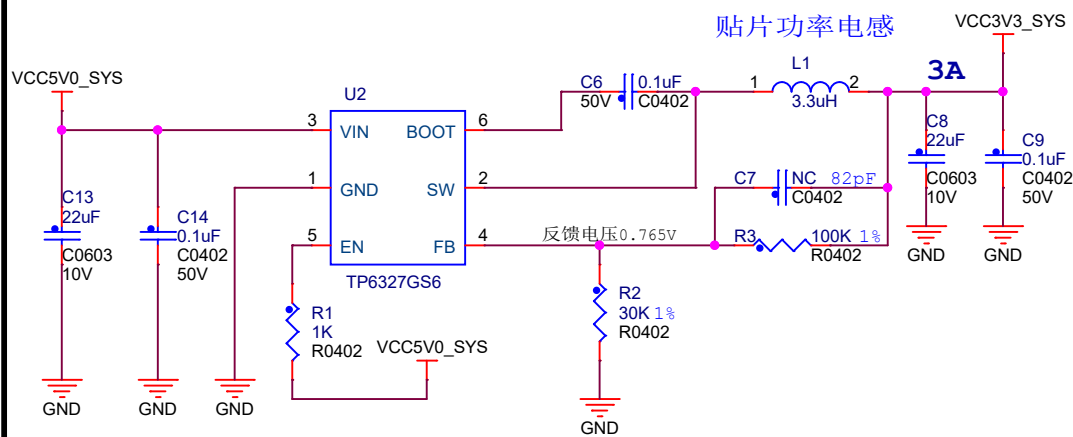 贴片功率电感
VCC3V3_SYS
VCC5V0_SYS
U2
3 VIN BOOT 6
1 GND SW 2
5 EN FB 4
TP6327GS6
C6 0.1uF
50V C0402
L1
1 2
3.3uH
3A
C8
22uF
C0603
10V
C9
0.1uF
C0402
50V
C7 NC 82pF
C0402
反馈电压0.765V
R3 100K 1%
R0402
GND
GND
C13
22uF
C0603
10V
C14
0.1uF
C0402
50V
R1
1K
R0402
VCC5V0_SYS
R2
30K 1%
R0402
GND
GND
GND
GND